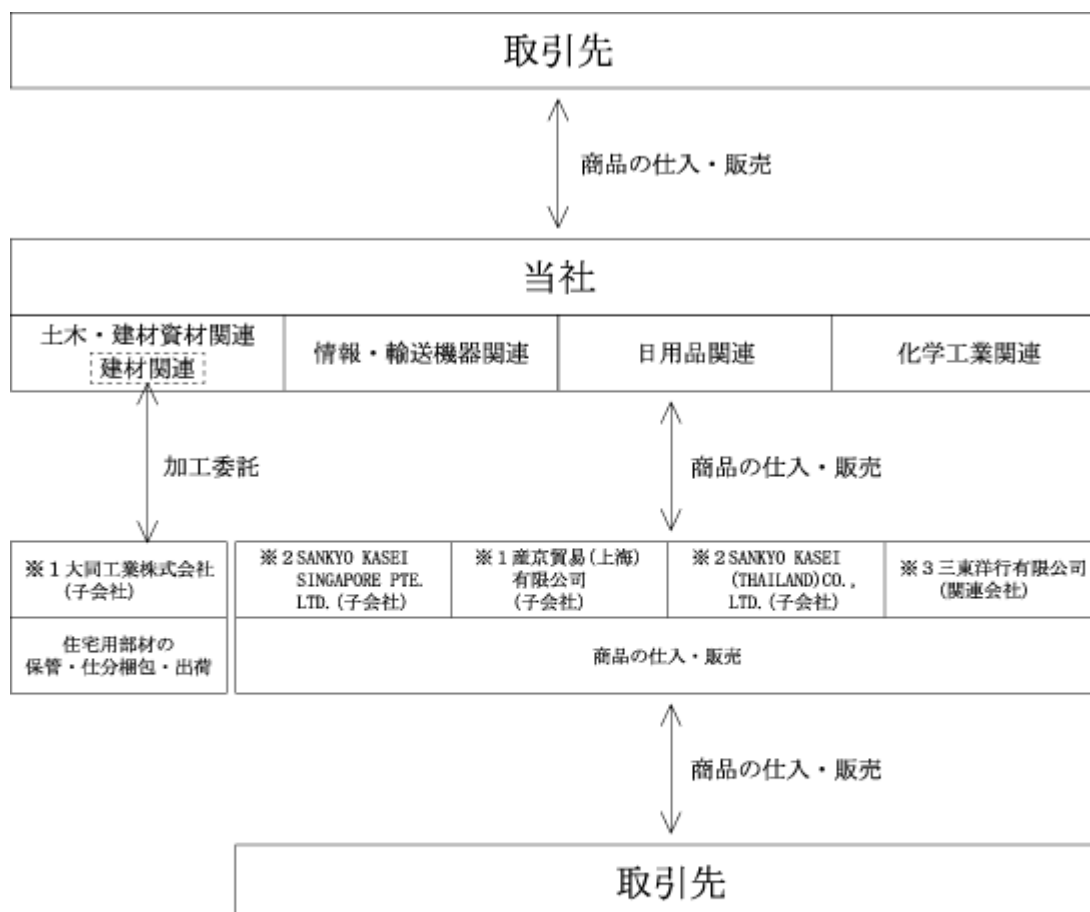 取引先
商品の仕入・販売
当社
土木・建材資材関連
建材関連
情報・輸送機器関連
日用品関連
化学工業関連
加工委託
商品の仕入・販売
※1大同工業株式会社
(子会社)
※2SANKYO KASEI
SINGAPORE PTE.
LTD.(子会社)
※1産京貿易(上海)
有限公司
(子会社)
※2SANKYO KASEI
(THAILAND)CO.,
LTD.(子会社)
※3三東洋行有限公司
(関連会社)
住宅用部材の
保管・仕分梱包・出荷
商品の仕入・販売
商品の仕入・販売
取引先